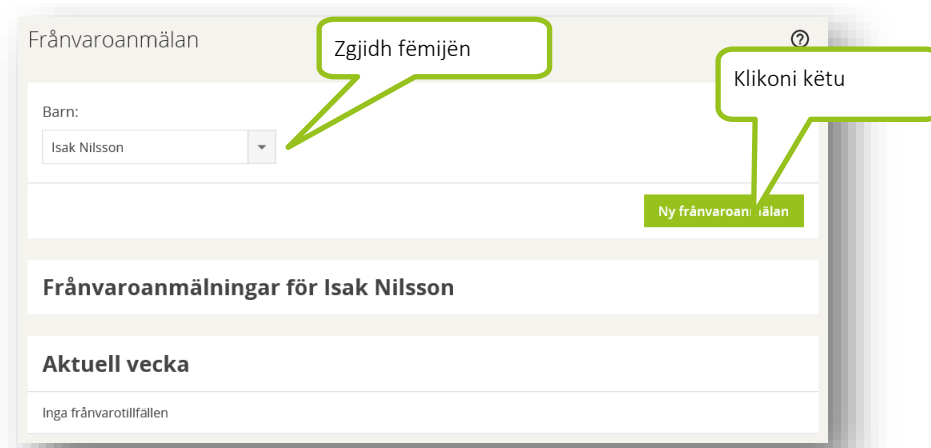 Frånvaroanmälan
Zgjidh fëmijën
Klikoni këtu
Barn:
Isak Nilsson
Ny frånvaroanmälan
Frånvaroanmälningar för Isak Nilsson
Aktuell vecka
Inga frånvarotillfällen